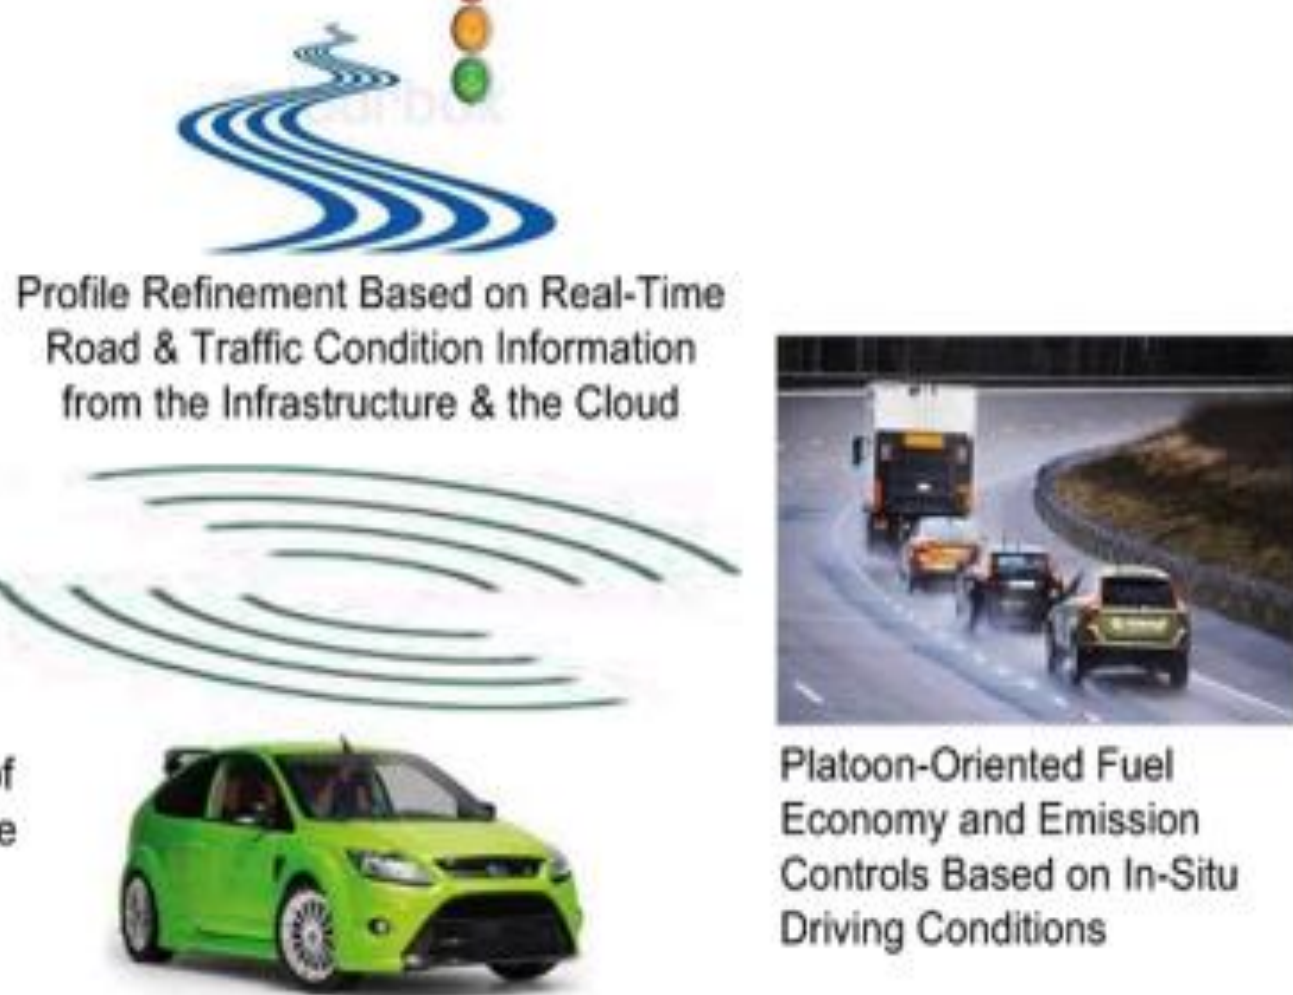 Profile Refinement Based on Real-Time
Road & Traffic Condition Information
from the Infrastructure & the Cloud
of
e
Platoon-Oriented Fuel
Economy and Emission
Controls Based on In-Situ
Driving Conditions